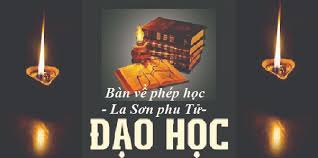 Bàn về phép học
- La Sơn phu Tử-
ĐẠO HỌC